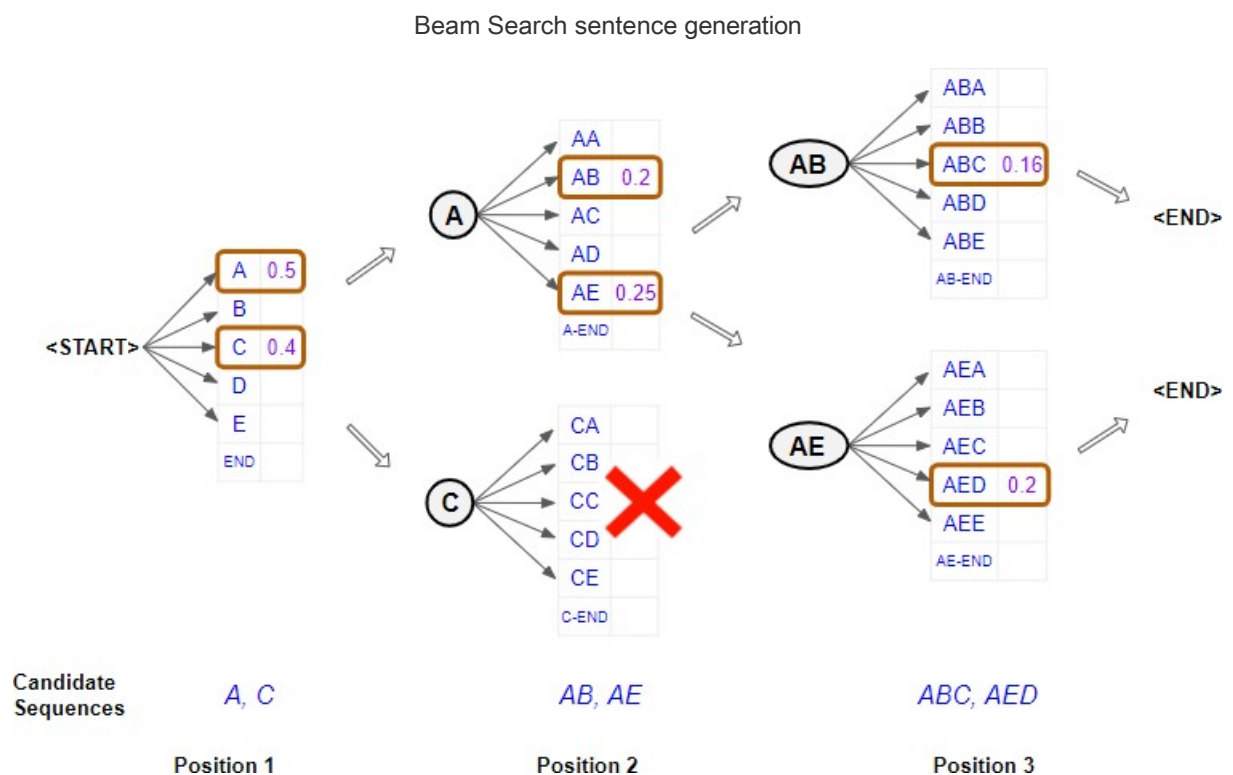 Beam Search sentence generation
<START>
A 0.5
B
C 0.4
D
E
END
A
AA
AB 0.2
AC
AD
AE 0.25
A-END
C
CA
CB
CC
CD
CE
C-END
AB
ABA
ABB
ABC 0.16
ABD
ABE
AB-END
<END>
AE
AEA
AEB
AEC
AED 0.2
AEE
AE-END
<END>
Candidate
Sequences
A, C
AB, AE
ABC, AED
Position 1
Position 2
Position 3